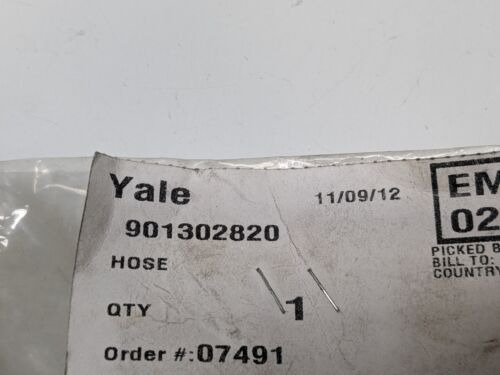 Yale 11/09/12
901302820
HOSE
QTY 1
Order #:07491
EM
02
PICKED B
BILL TO:
COUNTRY